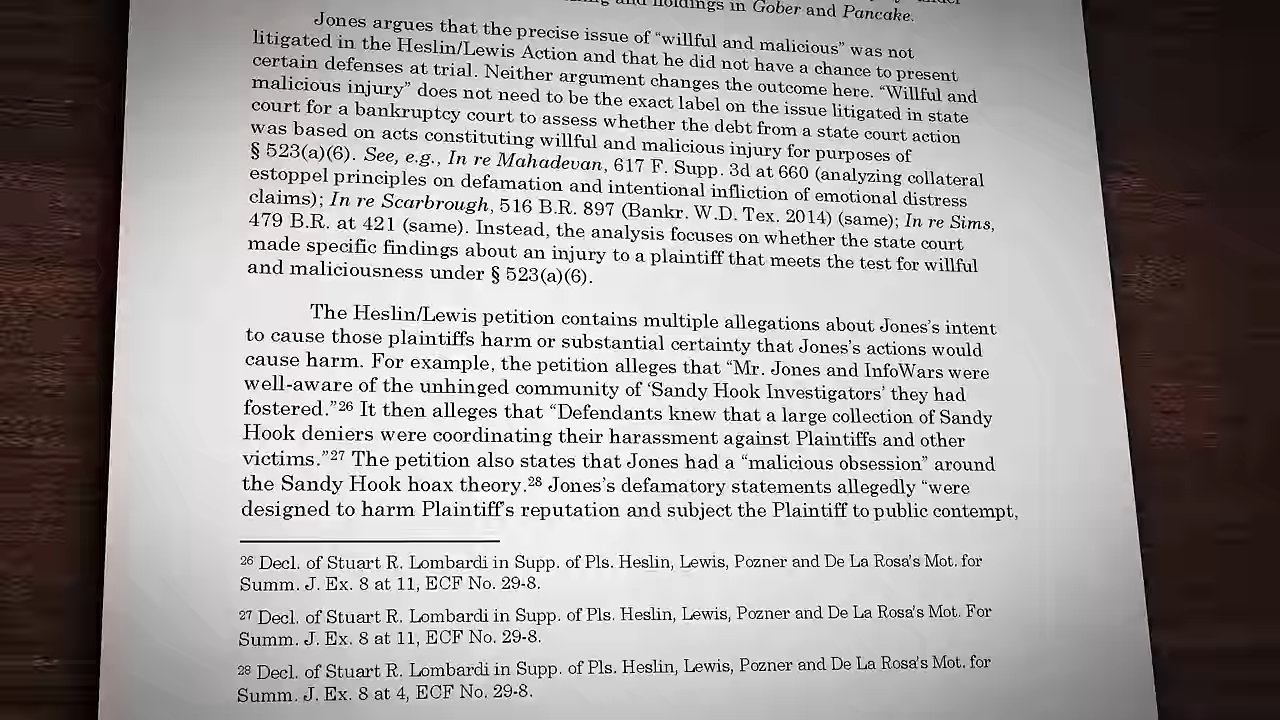 holdings in Gober and Pancake.
Jones argues that the precise issue of “willful and malicious” was not
litigated in the Heslin/Lewis Action and that he did not have a chance to present
certain defenses at trial. Neither argument changes the outcome here. “Willful and
malicious injury” does not need to be the exact label on the issue litigated in state
court for a bankruptcy court to assess whether the debt from a state court action
was based on acts constituting willful and malicious injury for purposes of
§ 523(a)(6). See, e.g., In re Mahadevan, 617 F. Supp. 3d at 660 (analyzing collateral
estoppel principles on defamation and intentional infliction of emotional distress
claims); In re Scarbrough, 516 B.R. 897 (Bankr. W.D. Tex. 2014) (same); In re Sims,
479 B.R. at 421 (same). Instead, the analysis focuses on whether the state court
made specific findings about an injury to a plaintiff that meets the test for willful
and maliciousness under § 523(a)(6).
The Heslin/Lewis petition contains multiple allegations about Jones’s intent
to cause those plaintiffs harm or substantial certainty that Jones’s actions would
cause harm. For example, the petition alleges that “Mr. Jones and InfoWars were
well-aware of the unhinged community of ‘Sandy Hook Investigators’ they had
fostered.”26 It then alleges that “Defendants knew that a large collection of Sandy
Hook deniers were coordinating their harassment against Plaintiffs and other
victims.”27 The petition also states that Jones had a “malicious obsession” around
the Sandy Hook hoax theory.28 Jones’s defamatory statements allegedly “were
designed to harm Plaintiff’s reputation and subject the Plaintiff to public contempt,
26 Decl. of Stuart R. Lombardi in Supp. of Pls. Heslin, Lewis, Pozner and De La Rosa’s Mot. for
Summ. J. Ex. 8 at 11, ECF No. 29-8.
27 Decl. of Stuart R. Lombardi in Supp. of Pls. Heslin, Lewis, Pozner and De La Rosa’s Mot. For
Summ. J. Ex. 8 at 11, ECF No. 29-8.
28 Decl. of Stuart R. Lombardi in Supp. of Pls. Heslin, Lewis, Pozner and De La Rosa’s Mot. for
Summ. J. Ex. 8 at 4, ECF No. 29-8.